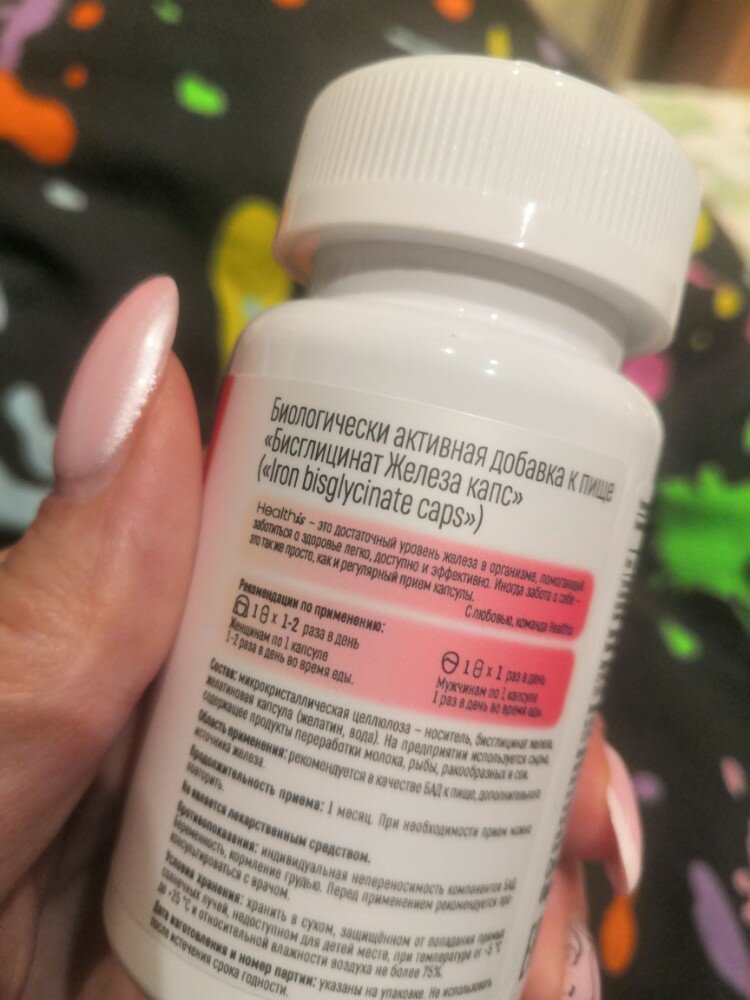 Биологически активная добавка к пище
«Бисглицинат Железа капс»
(«Iron bisglycinate caps»)
Healthis – это достаточный уровень железа в организме, помогающий
заботиться о здоровье легко, доступно и эффективно. Иногда забота о себе –
это так же просто, как и регулярный прием капсулы.
С любовью, команда Healthis
Рекомендации по применению:
1 x 1-2 раза в день
Женщинам по 1 капсуле
1-2 раза в день во время еды.
1 x 1 раз в день
Мужчинам по 1 капсуле
1 раз в день во время еды.
Состав: микрокристаллическая целлюлоза – носитель, бисглицинат железа,
желатиновая капсула (желатин, вода). На предприятии используется сырье,
содержащее продукты переработки молока, рыбы, ракообразных и сои.
Область применения: рекомендуется в качестве БАД к пище, дополнительного
источника железа.
Продолжительность приема: 1 месяц. При необходимости прием можно
повторить.
Не является лекарственным средством.
Противопоказания: индивидуальная непереносимость компонентов БАД,
беременность, кормление грудью. Перед применением рекомендуется про-
консультироваться с врачом.
Условия хранения: хранить в сухом, защищённом от попадания прямых
солнечных лучей, недоступном для детей месте, при температуре от +5 °С
до +25 °С и относительной влажности воздуха не более 75%.
Дата изготовления и номер партии: указаны на упаковке. Не использовать
после истечения срока годности.